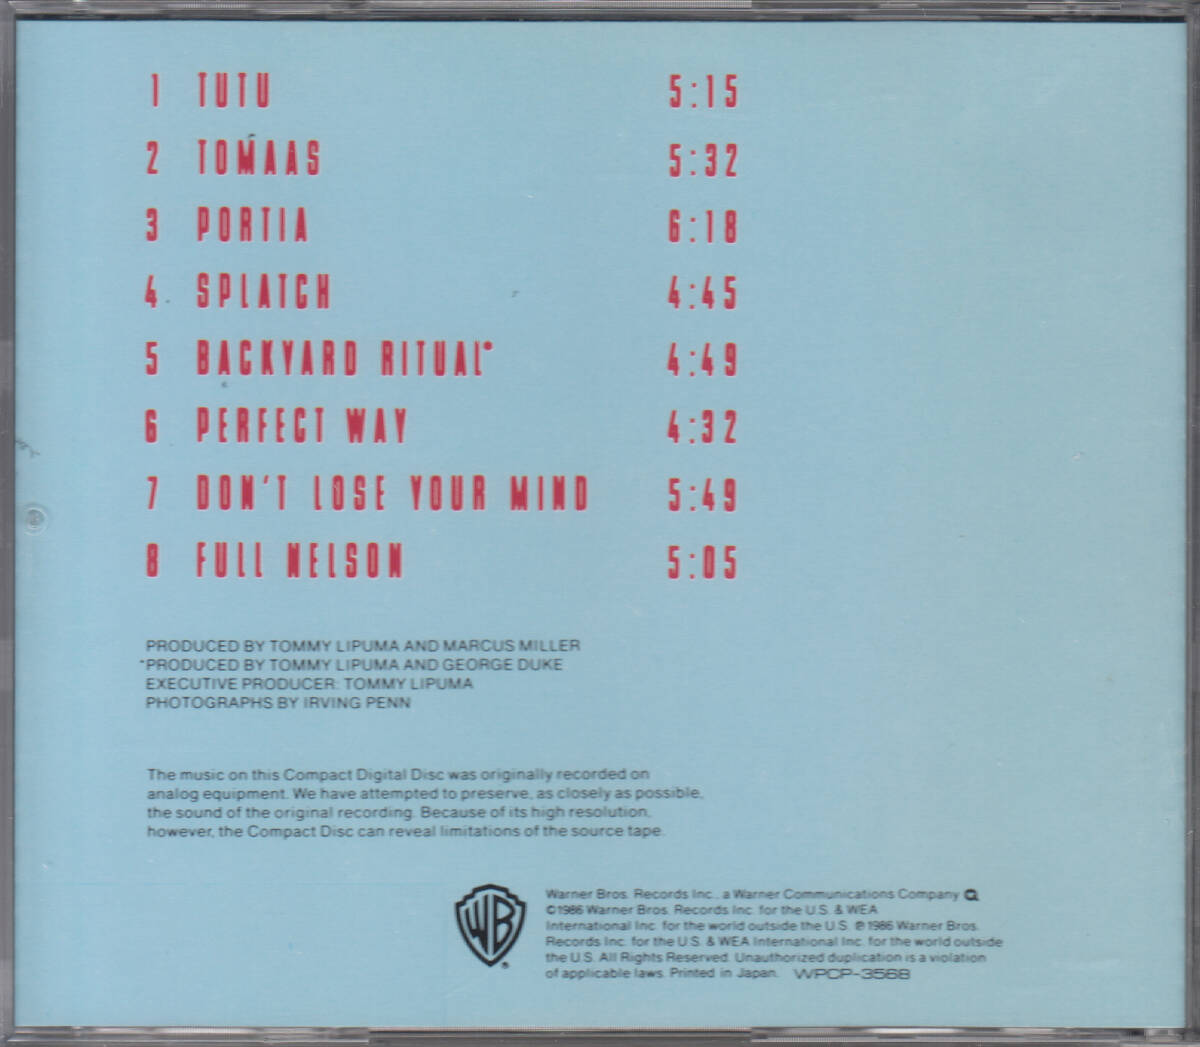 1 TUTU 5:15
2 TOMAAS 5:32
3 PORTIA 6:18
4 SPLATCH 4:45
5 BACKYARD RITUAL• 4:49
6 PERFECT WAY 4:32
7 DON'T LOSE YOUR MIND 5:49
8 FULL NELSON 5:05
PRODUCED BY TOMMY LIPUMA AND MARCUS MILLER
•PRODUCED BY TOMMY LIPUMA AND GEORGE DUKE
EXECUTIVE PRODUCER: TOMMY LIPUMA
PHOTOGRAPHS BY IRVING PENN
The music on this Compact Digital Disc was originally recorded on
analog equipment. We have attempted to preserve, as closely as possible,
the sound of the original recording. Because of its high resolution,
however, the Compact Disc can reveal limitations of the source tape.
WB®
Warner Bros. Records Inc., a Warner Communications Company
©1986 Warner Bros. Records Inc. for the U.S. & WEA
International Inc. for the world outside the U.S. ℗1986 Warner Bros.
Records Inc. for the U.S. & WEA International Inc. for the world outside
the U.S. All Rights Reserved. Unauthorized duplication is a violation
of applicable laws. Printed in Japan. WPCP-3568